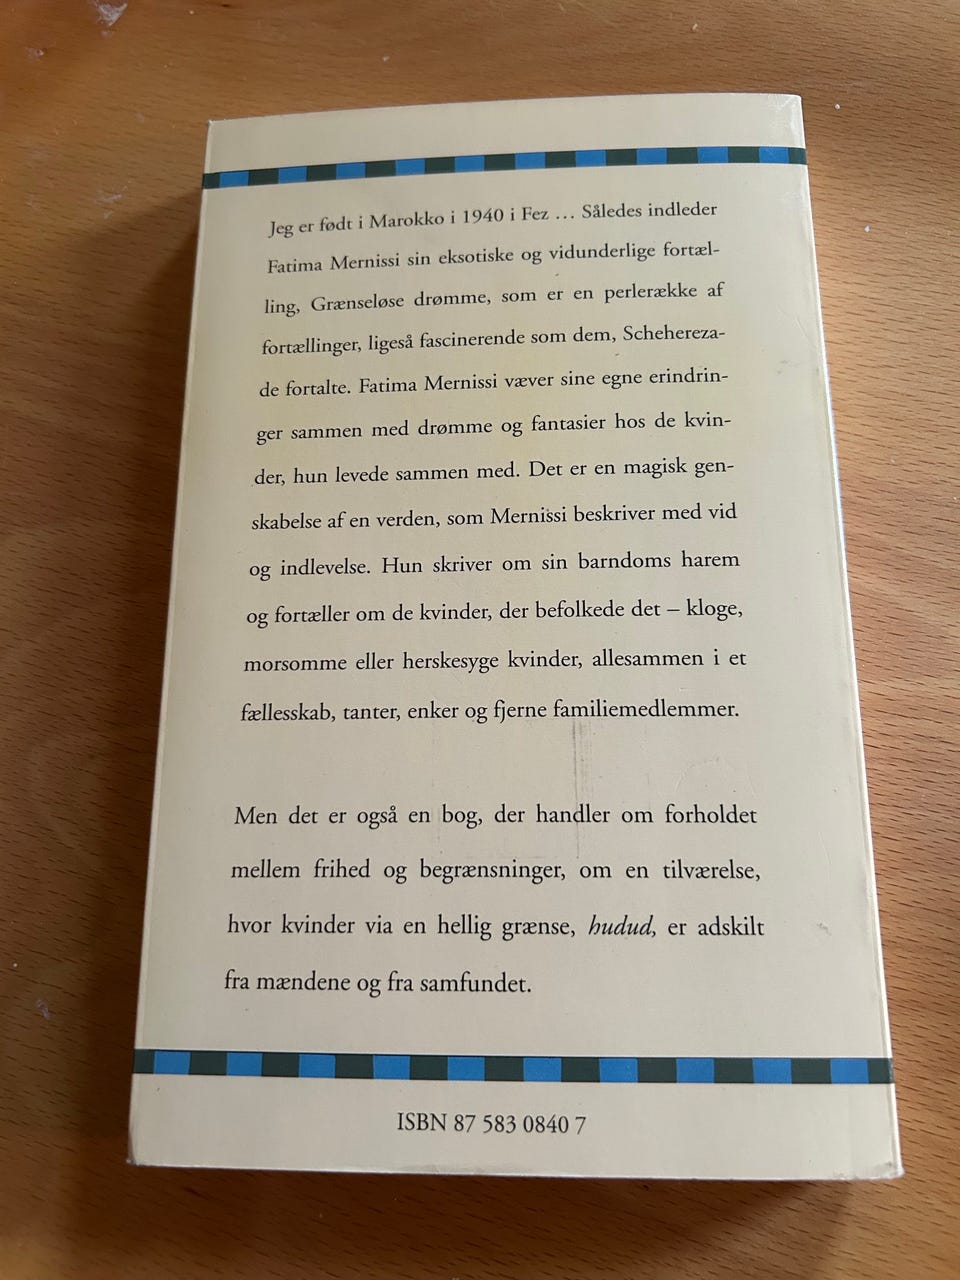 Jeg er født i Marokko i 1940 i Fez … Således indleder
Fatima Mernissi sin eksotiske og vidunderlige fortæl-
ling, Grænseløse drømme, som er en perlerække af
fortællinger, ligeså fascinerende som dem, Scheherеza-
de fortalte. Fatima Mernissi væver sine egne erindrin-
ger sammen med drømme og fantasier hos de kvin-
der, hun levede sammen med. Det er en magisk gen-
skabelse af en verden, som Mernissi beskriver med vid
og indlevelse. Hun skriver om sin barndoms harem
og fortæller om de kvinder, der befolkede det – kloge,
morsomme eller herskesyge kvinder, allesammen i et
fællesskab, tanter, enker og fjerne familiemedlemmer.
Men det er også en bog, der handler om forholdet
mellem frihed og begrænsninger, om en tilværelse,
hvor kvinder via en hellig grænse, hudud, er adskilt
fra mændene og fra samfundet.
ISBN 87 583 0840 7